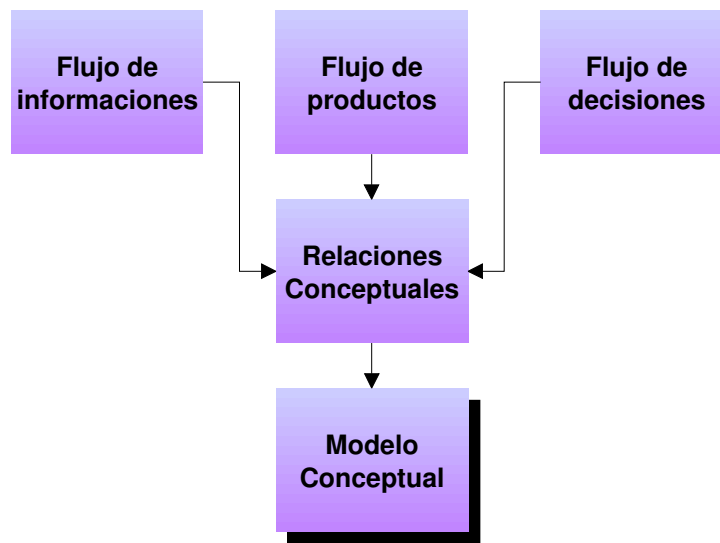 Flujo de
informaciones
Flujo de
productos
Flujo de
decisiones
Relaciones
Conceptuales
Modelo
Conceptual